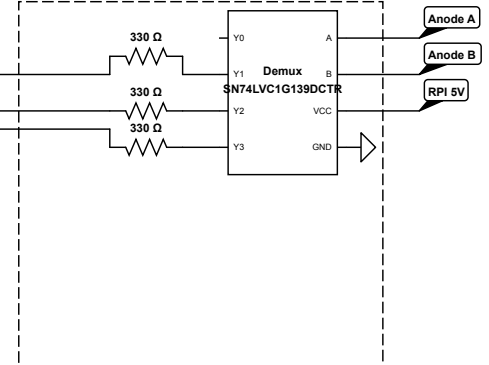 Anode A
330 Ω
Y0
A
Anode B
Demux
Y1
B
SN74LVC1G139DCTR
RPI 5V
330 Ω
Y2
VCC
330 Ω
Y3
GND